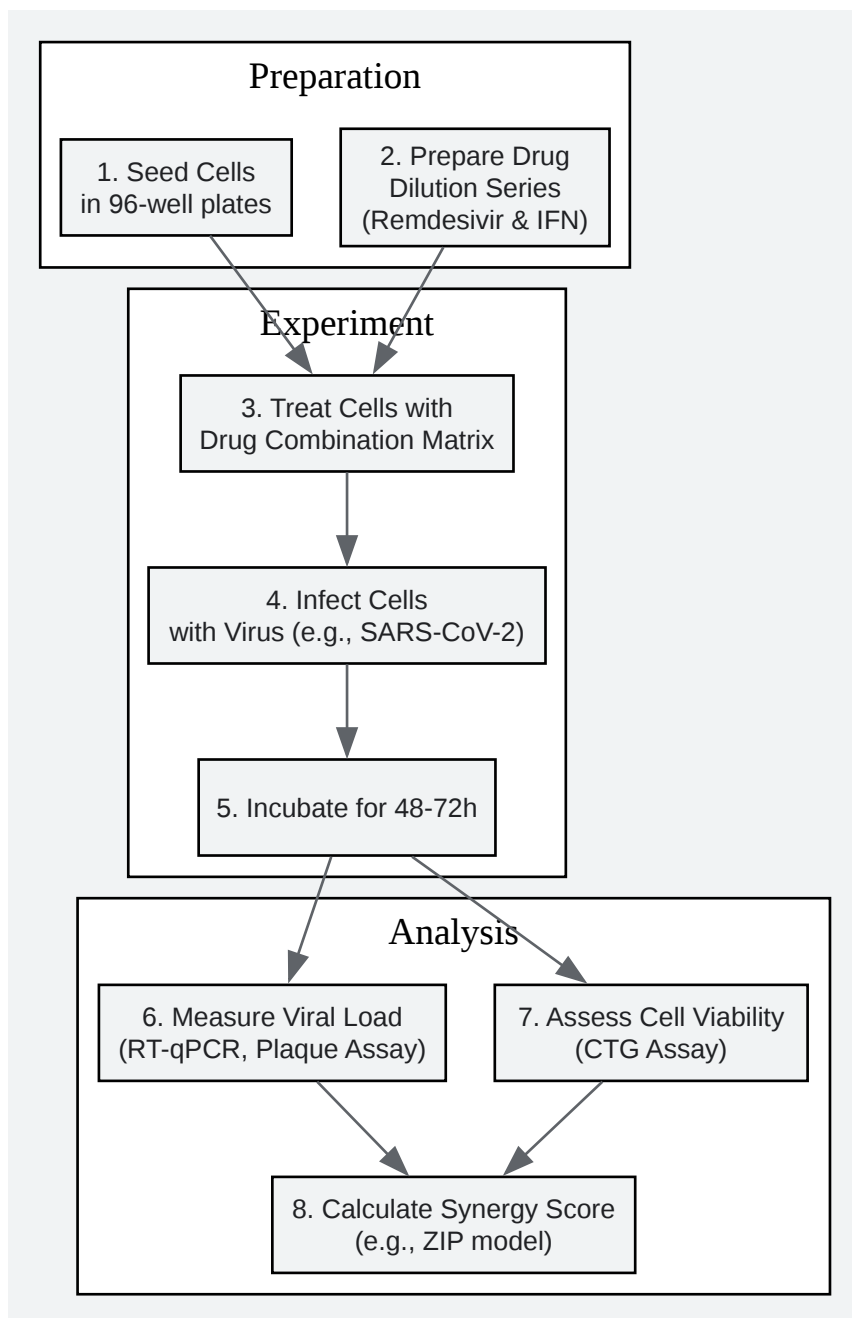 Preparation
1. Seed Cells
in 96-well plates
2. Prepare Drug
Dilution Series
(Remdesivir & IFN)
Experiment
3. Treat Cells with
Drug Combination Matrix
4. Infect Cells
with Virus (e.g., SARS-CoV-2)
5. Incubate for 48-72h
Analysis
6. Measure Viral Load
(RT-qPCR, Plaque Assay)
7. Assess Cell Viability
(CTG Assay)
8. Calculate Synergy Score
(e.g., ZIP model)